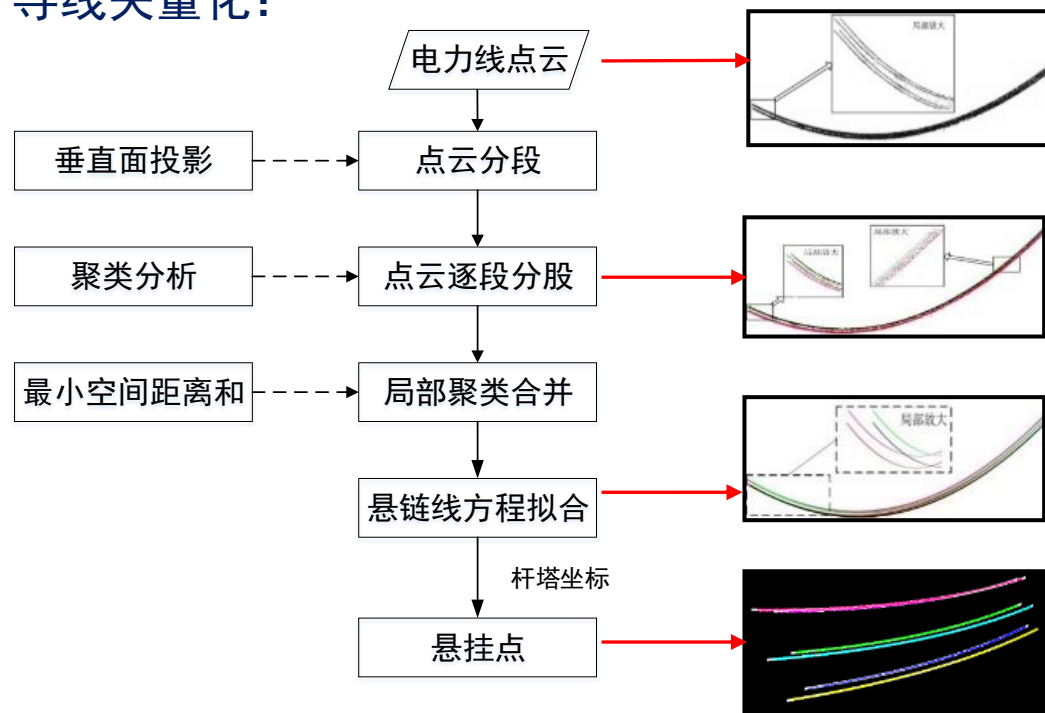 导线矢量化:
电力线点云
局部放大
垂直面投影
点云分段
聚类分析
点云逐段分股
局部放大
局部放大
最小空间距离和
局部聚类合并
局部放大
悬链线方程拟合
杆塔坐标
悬挂点